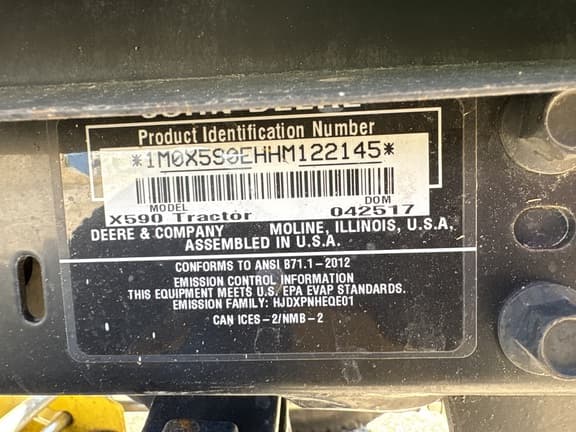 JOHN DEERE
Product Identification Number
*1M0X590EHHM122145*
MODEL DOM
X590 Tractor 042517
DEERE & COMPANY MOLINE, ILLINOIS, U.S.A,
ASSEMBLED IN U.S.A.
CONFORMS TO ANSI B71.1-2012
EMISSION CONTROL INFORMATION
THIS EQUIPMENT MEETS U.S. EPA EVAP STANDARDS.
EMISSION FAMILY: HJDXPNHEQE01
CAN ICES-2/NMB-2